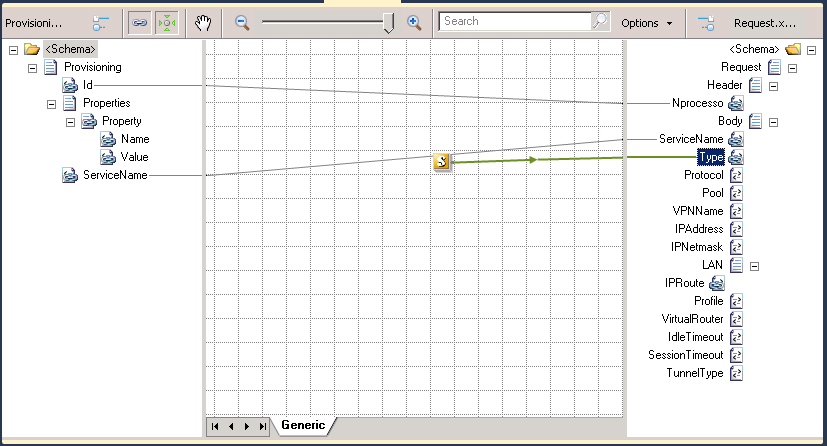 Provisioni... Search Options Request.x...
<Schema>
Provisioning
Id
Properties
Property
Name
Value
ServiceName
<Schema>
Request
Header
Nprocesso
Body
ServiceName
Type
Protocol
Pool
VPNName
IPAddress
IPNetmask
LAN
IPRoute
Profile
VirtualRouter
IdleTimeout
SessionTimeout
TunnelType
Generic